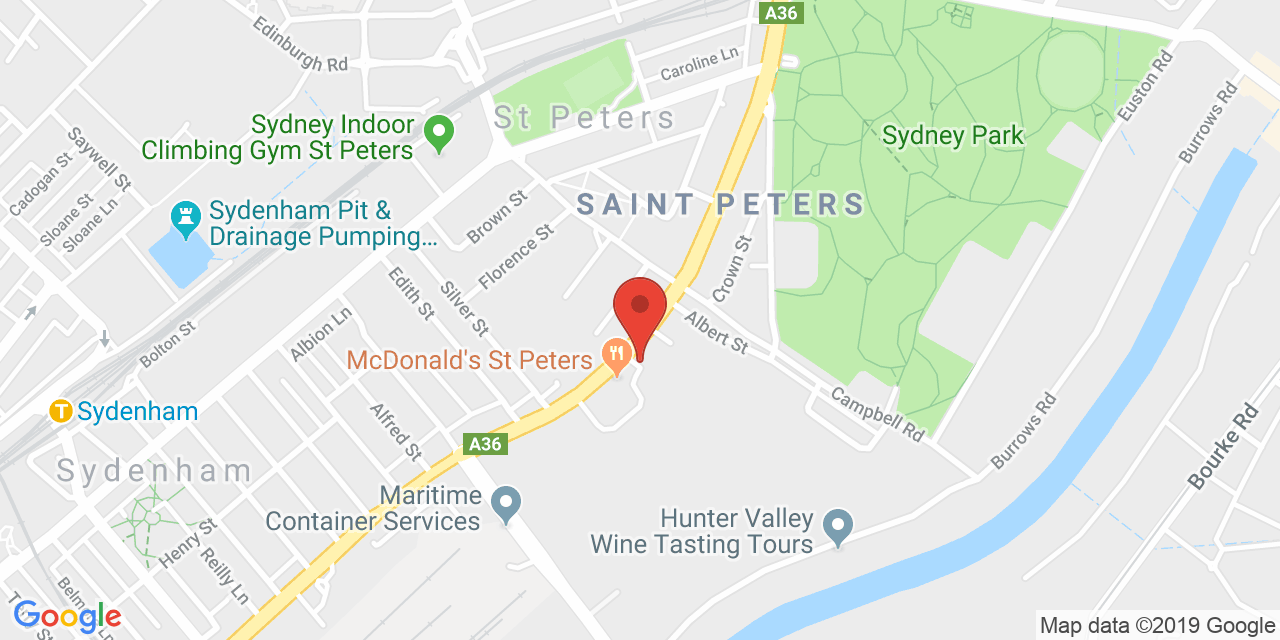 A36
Edinburgh Rd
Caroline Ln
Euston Rd
Burrows Rd
St Peters
Sydney Indoor
Climbing Gym St Peters
Sydney Park
Saywell St
Cadogan St
Sloane St
Sloane Ln
SAINT PETERS
Sydenham Pit &
Drainage Pumping...
Brown St
Florence St
Crown St
Edith St
Silver St
Albion Ln
Bolton St
Albert St
McDonald's St Peters
T
Sydenham
Alfred St
Campbell Rd
Burrows Rd
Bourke Rd
A36
Sydenham
Maritime
Container Services
Hunter Valley
Wine Tasting Tours
Henry St
Reilly Ln
Google
Map data ©2019 Google